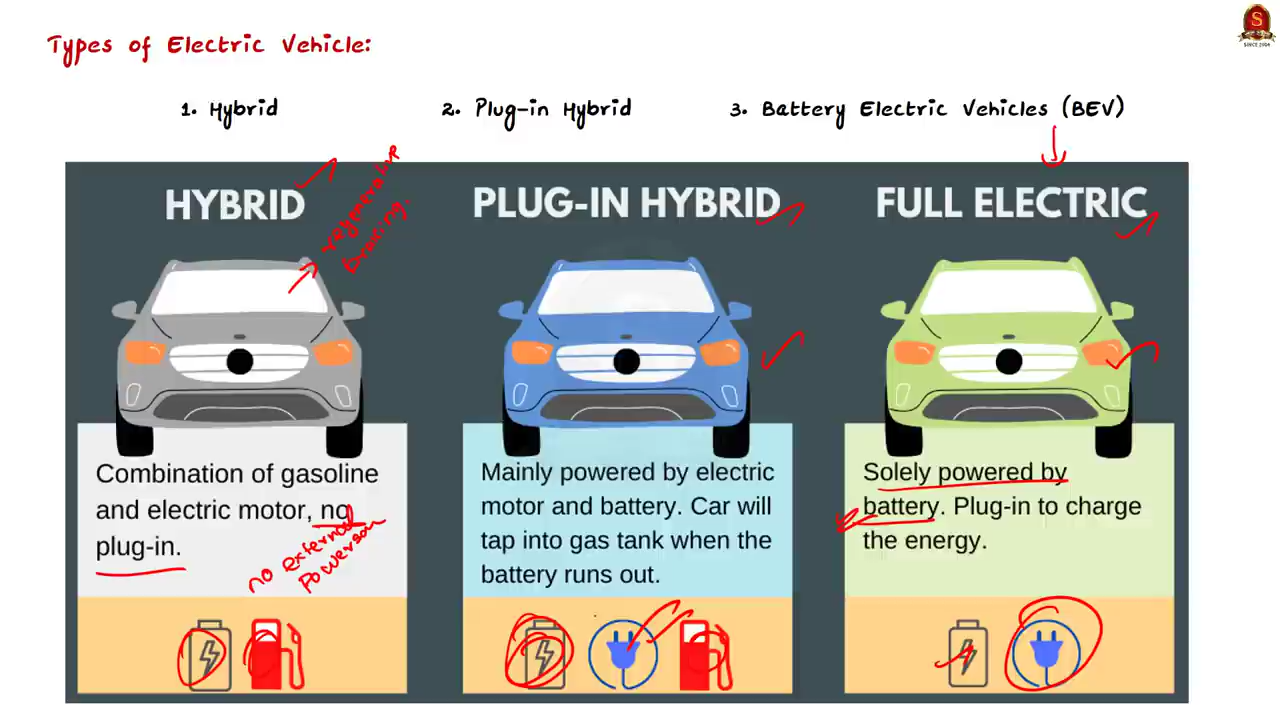 Types of Electric Vehicle:
S
SINCE 2004
1. Hybrid
2. Plug-in Hybrid
3. Battery Electric Vehicles (BEV)
HYBRID
regenerative
braking.
PLUG-IN HYBRID
FULL ELECTRIC
Combination of gasoline
and electric motor, no
plug-in.
no external
Mainly powered by electric
motor and battery. Car will
tap into gas tank when the
battery runs out.
Solely powered by
battery. Plug-in to charge
the energy.